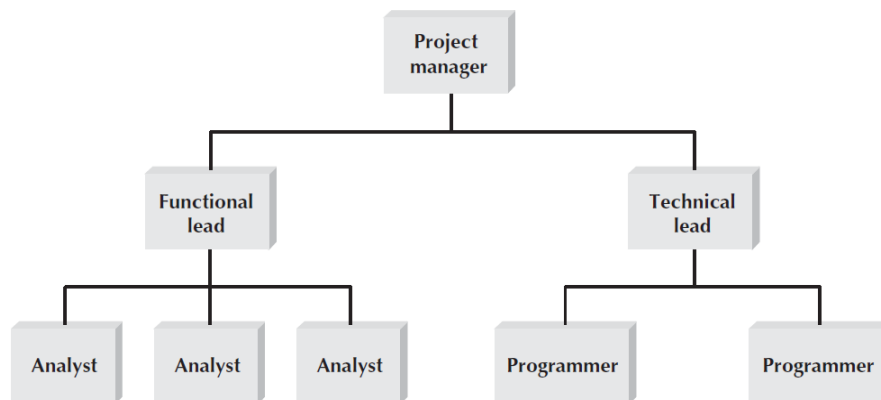 Project
manager
Functional
lead
Technical
lead
Analyst
Analyst
Analyst
Programmer
Programmer